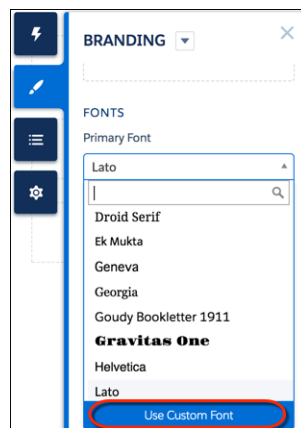 BRANDING
FONTS
Primary Font
Lato
Droid Serif
Ek Mukta
Geneva
Georgia
Goudy Bookletter 1911
Gravitas One
Helvetica
Lato
Use Custom Font